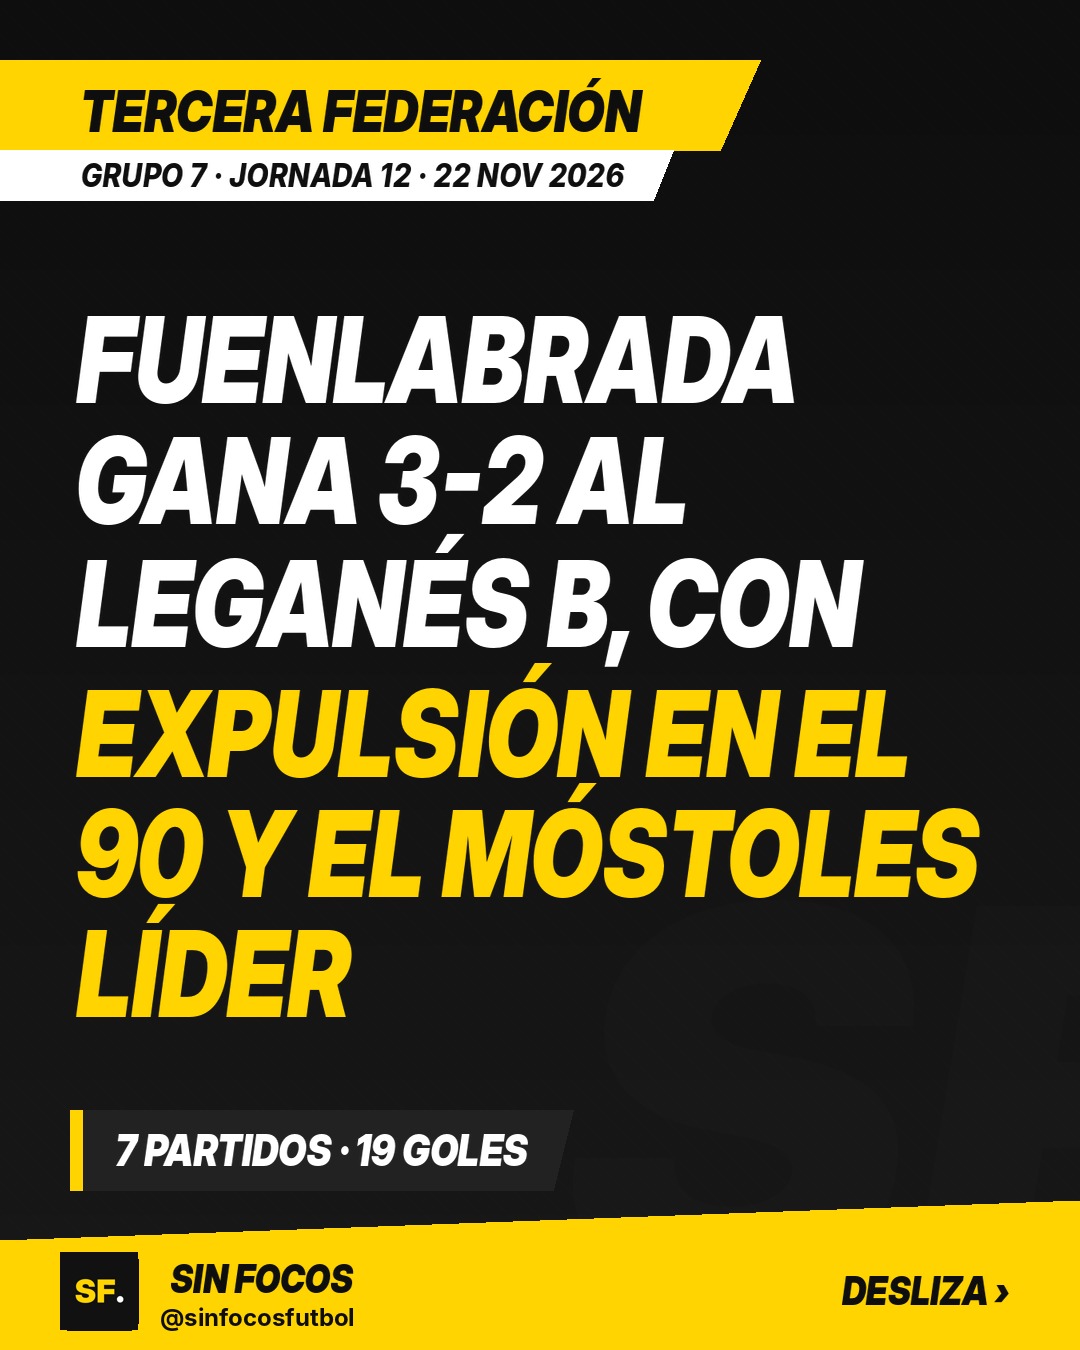 TERCERA FEDERACIÓN
GRUPO 7 · JORNADA 12 · 22 NOV 2026
FUENLABRADA
GANA 3-2 AL
LEGANÉS B, CON
EXPULSIÓN EN EL
90 Y EL MÓSTOLES
LÍDER
7 PARTIDOS · 19 GOLES
SF.
SIN FOCOS
@sinfocosfutbol
DESLIZA ›
SF